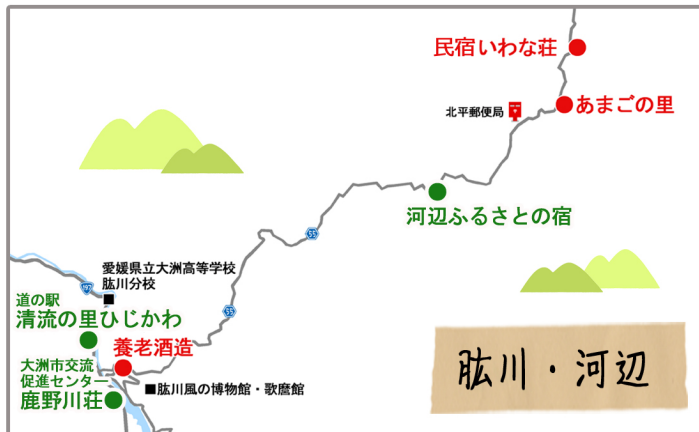 民宿いわな荘
あまごの里
北平郵便局
河辺ふるさとの宿
55
愛媛県立大洲高等学校
肱川分校
197
道の駅
清流の里ひじかわ
55
養老酒造
大洲市交流
促進センター
鹿野川荘
■肱川風の博物館・歌麿館
肱川・河辺